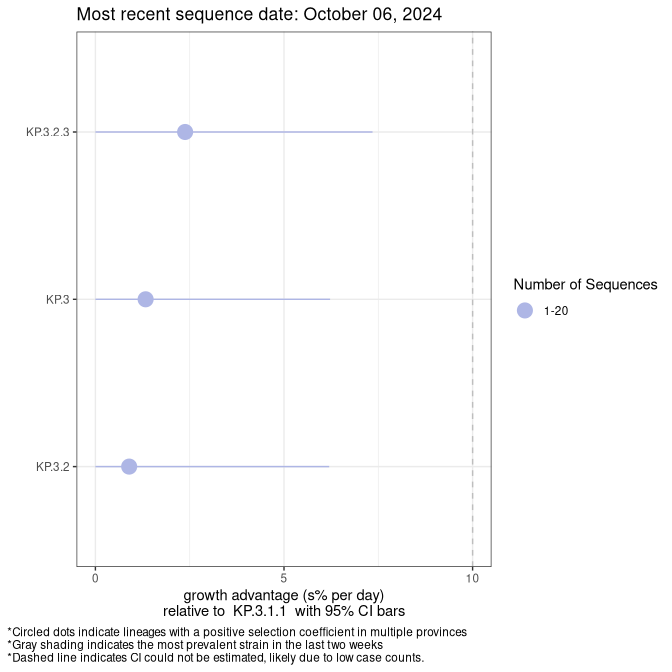 Most recent sequence date: October 06, 2024
KP.3.2.3
KP.3
KP.3.2
0 5 10
growth advantage (s% per day)
relative to KP.3.1.1 with 95% CI bars
Number of Sequences
1-20
*Circled dots indicate lineages with a positive selection coefficient in multiple provinces
*Gray shading indicates the most prevalent strain in the last two weeks
*Dashed line indicates CI could not be estimated, likely due to low case counts.